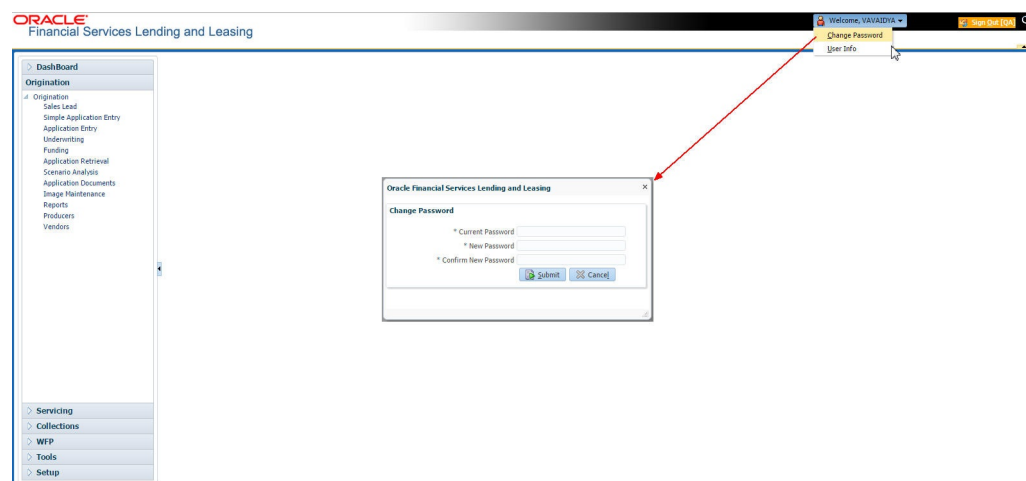 ORACLE
Financial Services Lending and Leasing
Welcome, VAVAIDYA
Sign Out [QA]
Change Password
User Info
DashBoard
Origination
Origination
Sales Lead
Simple Application Entry
Application Entry
Underwriting
Funding
Application Retrieval
Scenario Analysis
Application Documents
Image Maintenance
Reports
Producers
Vendors
Oracle Financial Services Lending and Leasing
Change Password
* Current Password
* New Password
* Confirm New Password
Submit
Cancel
Servicing
Collections
WFP
Tools
Setup